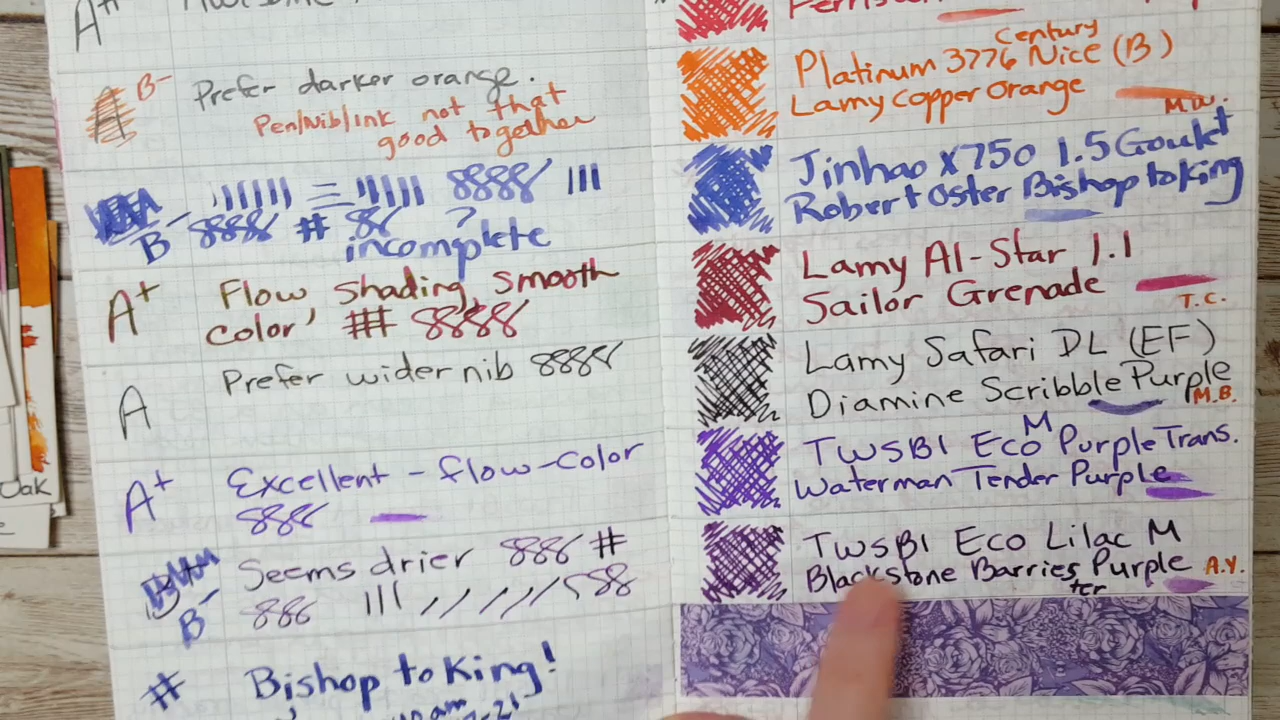 A+
Platinum 3776 Century Nice (B)
Lamy copper orange
M.W.
B-
Prefer darker orange.
Pen/Nib/ink not that
good together
Jinhao x750 1.5 Goulet
Robert Oster Bishop to King
8888 III
B- 8888 # 88 ?
incomplete
Lamy Al-Star 1.1
Sailor Grenade
T.C.
A+ Flow, shading, smooth
color, # 8888
Lamy Safari DL (EF)
Diamine Scribble Purple
M.B.
A Prefer wider nib 8888
TWSBI Eco M Purple Trans.
Waterman Tender Purple
A+ Excellent - flow - color
888
TWSBI Eco Lilac M
Blackstone Barries Purple
ter
A.Y.
Seems drier 888 #
B- 888 III 888
# Bishop to King!
Oak